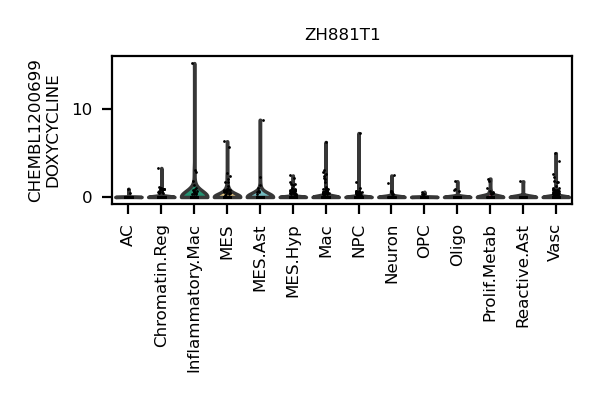 ZH881T1
CHEMBL1200699
DOXYCYCLINE
10
0
AC
Chromatin.Reg
Inflammatory.Mac
MES
MES.Ast
MES.Hyp
Mac
NPC
Neuron
OPC
Oligo
Prolif.Metab
Reactive.Ast
Vasc